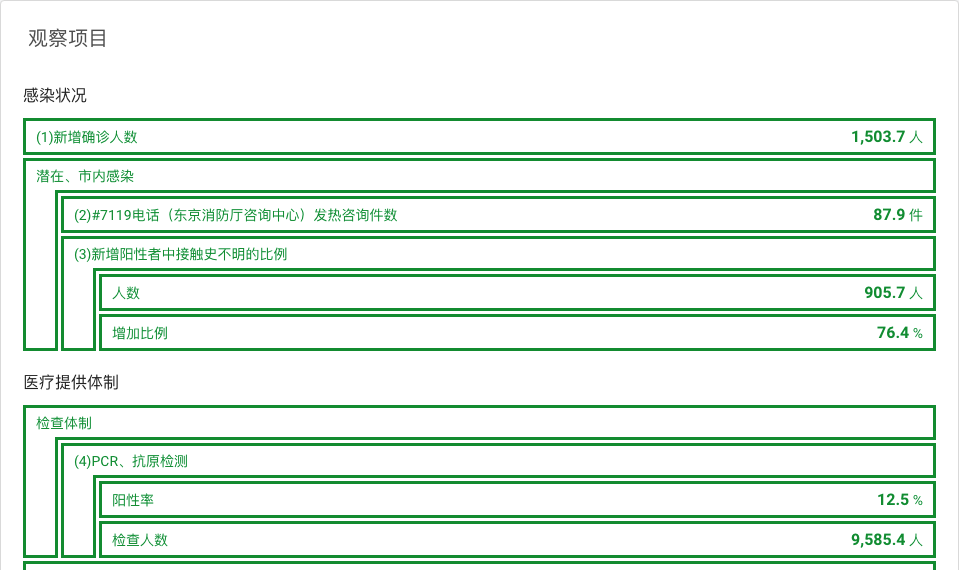 观察项目
感染状况
(1)新增确诊人数 1,503.7 人
潜在、市内感染
(2)#7119电话（东京消防厅咨询中心）发热咨询件数 87.9 件
(3)新增阳性者中接触史不明的比例
人数 905.7 人
增加比例 76.4 %
医疗提供体制
检查体制
(4)PCR、抗原检测
阳性率 12.5 %
检查人数 9,585.4 人